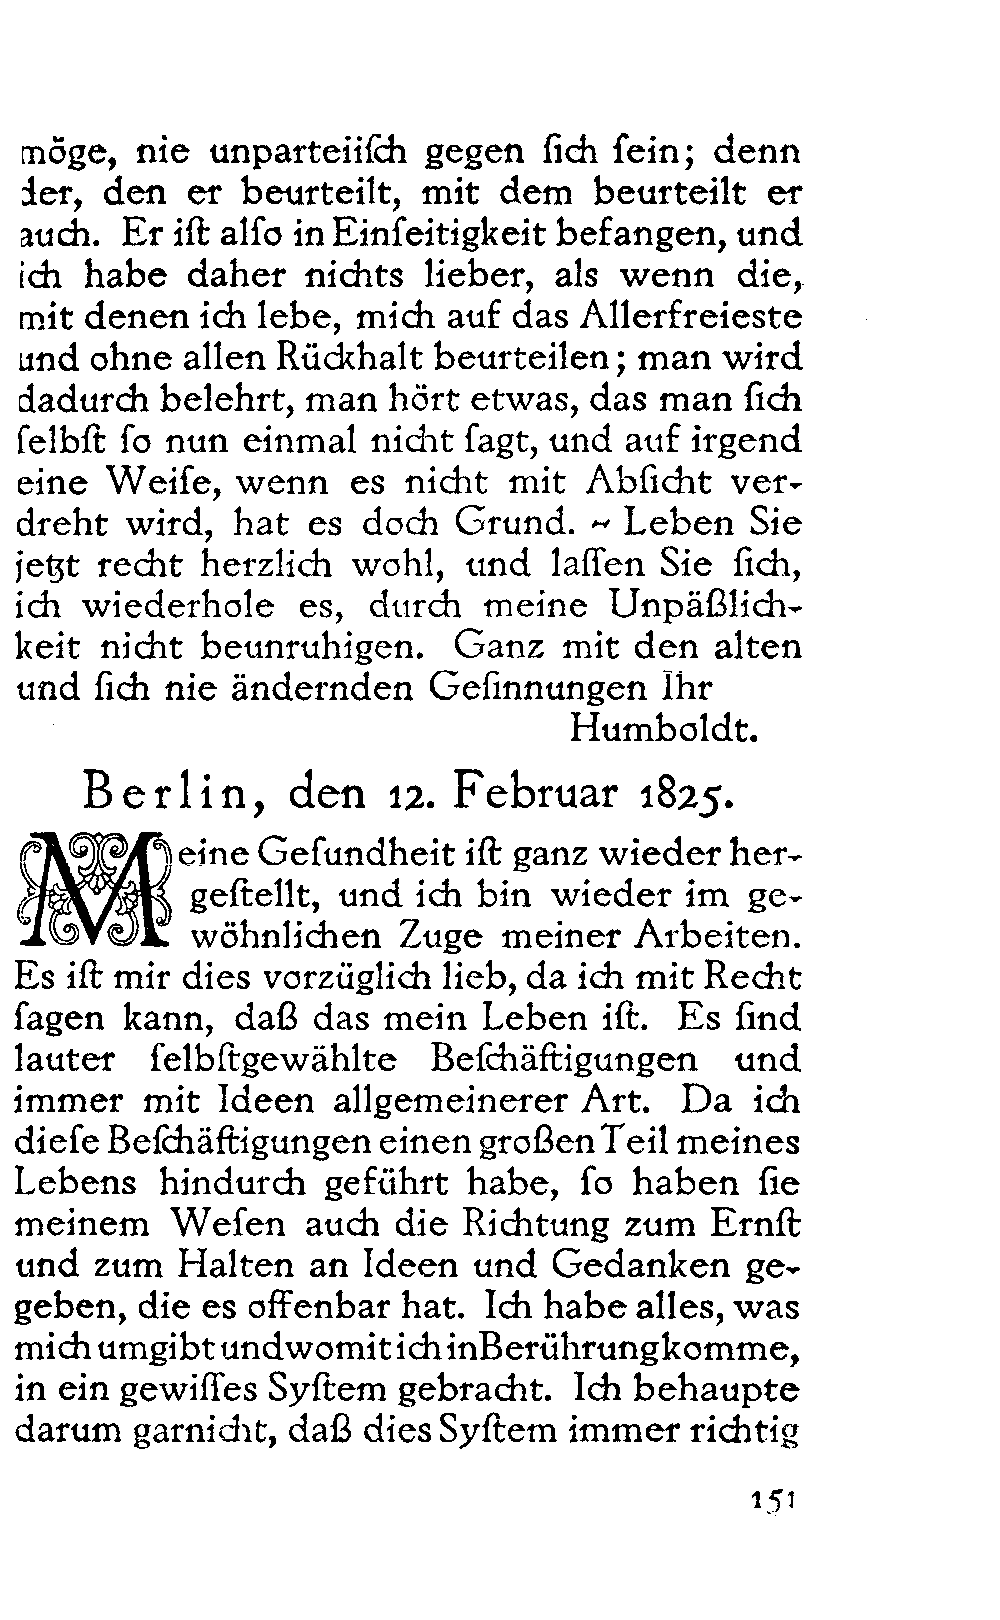 möge, nie unparteiiſch gegen ſich ſein; denn
der, den er beurteilt, mit dem beurteilt er
auch. Er iſt alſo in Einſeitigkeit befangen, und
ich habe daher nichts lieber, als wenn die,
mit denen ich lebe, mich auf das Allerfreieste
und ohne allen Rückhalt beurteilen; man wird
dadurch belehrt, man hört etwas, das man ſich
ſelbſt ſo nun einmal nicht ſagt, und auf irgend
eine Weiſe, wenn es nicht mit Abſicht ver-
dreht wird, hat es doch Grund. ~ Leben Sie
jetzt recht herzlich wohl, und laſſen Sie ſich,
ich wiederhole es, durch meine Unpäßlich-
keit nicht beunruhigen. Ganz mit den alten
und ſich nie ändernden Geſinnungen Ihr
Humboldt.
Berlin, den 12. Februar 1825.
Meine Geſundheit iſt ganz wieder her-
geſtellt, und ich bin wieder im ge-
wöhnlichen Zuge meiner Arbeiten.
Es iſt mir dies vorzüglich lieb, da ich mit Recht
ſagen kann, daß das mein Leben iſt. Es ſind
lauter ſelbſtgewählte Beſchäftigungen und
immer mit Ideen allgemeinerer Art. Da ich
dieſe Beſchäftigungen einen großen Teil meines
Lebens hindurch geführt habe, ſo haben ſie
meinem Weſen auch die Richtung zum Ernſt
und zum Halten an Ideen und Gedanken ge-
geben, die es offenbar hat. Ich habe alles, was
mich umgibt und womit ich in Berührung komme,
in ein gewiſſes Syſtem gebracht. Ich behaupte
darum garnicht, daß dies Syſtem immer richtig
151